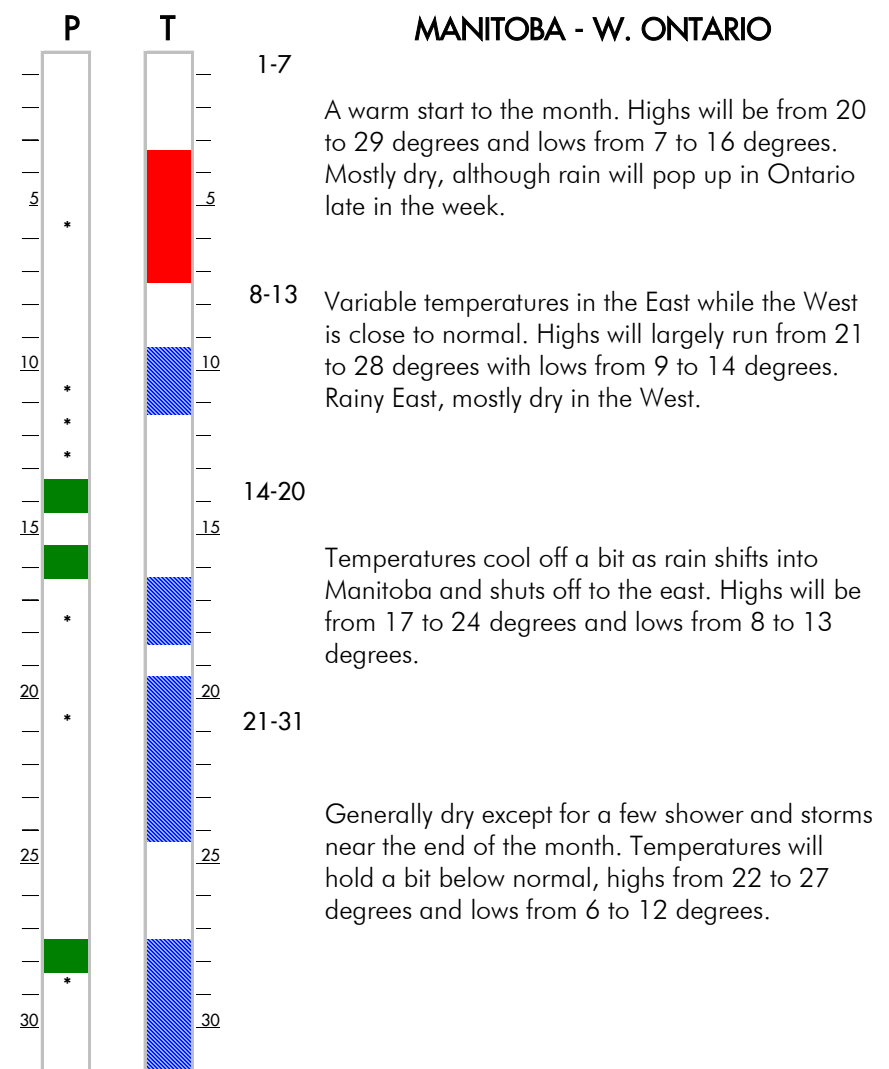 P T MANITOBA - W. ONTARIO
1-7
A warm start to the month. Highs will be from 20
to 29 degrees and lows from 7 to 16 degrees.
Mostly dry, although rain will pop up in Ontario
late in the week.
5 5
*
8-13
Variable temperatures in the East while the West
is close to normal. Highs will largely run from 21
to 28 degrees with lows from 9 to 14 degrees.
Rainy East, mostly dry in the West.
10 10
*
*
*
14-20
15 15
Temperatures cool off a bit as rain shifts into
Manitoba and shuts off to the east. Highs will be
from 17 to 24 degrees and lows from 8 to 13
degrees.
*
20 20
*
21-31
Generally dry except for a few shower and storms
near the end of the month. Temperatures will
hold a bit below normal, highs from 22 to 27
degrees and lows from 6 to 12 degrees.
25 25
*
30 30